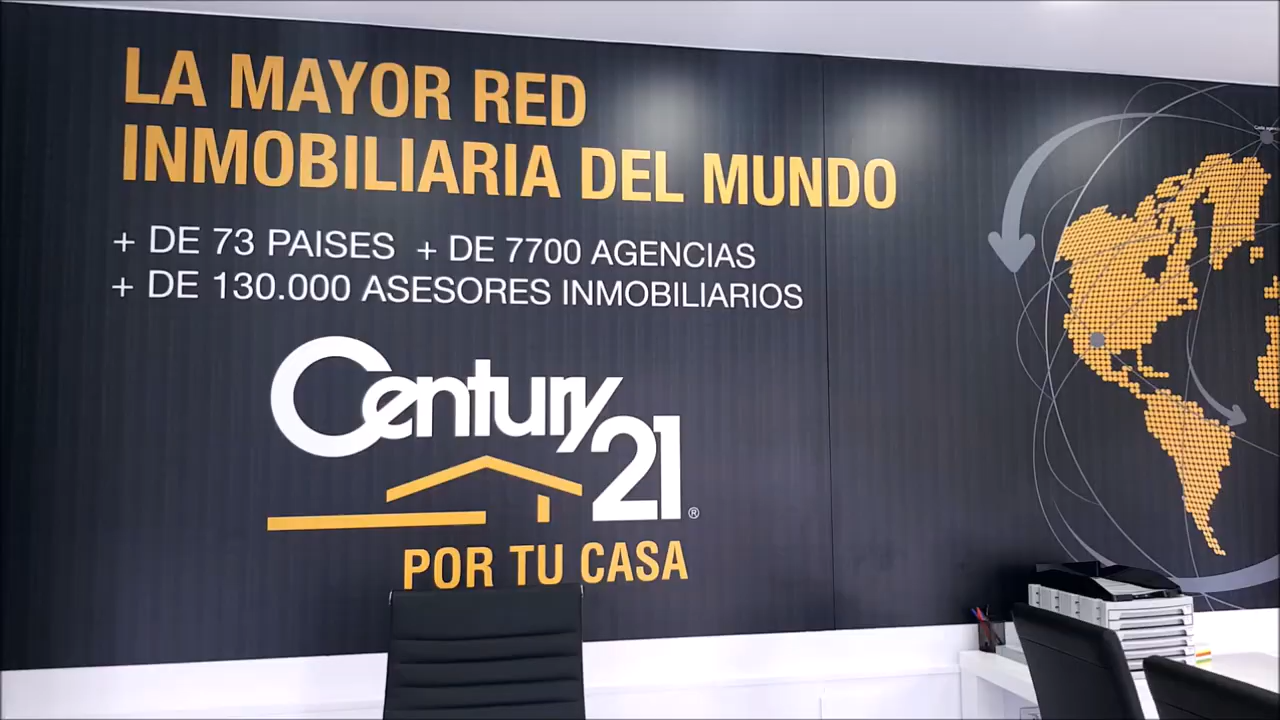 LA MAYOR RED
INMOBILIARIA DEL MUNDO
+ DE 73 PAISES + DE 7700 AGENCIAS
+ DE 130.000 ASESORES INMOBILIARIOS
Century
21®
POR TU CASA